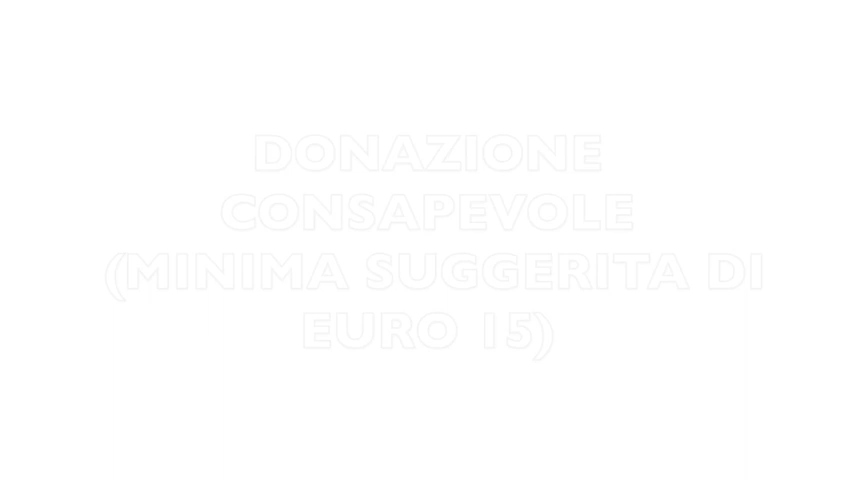 DONAZIONE
CONSAPEVOLE
(MINIMA SUGGERITA DI
EURO 15)